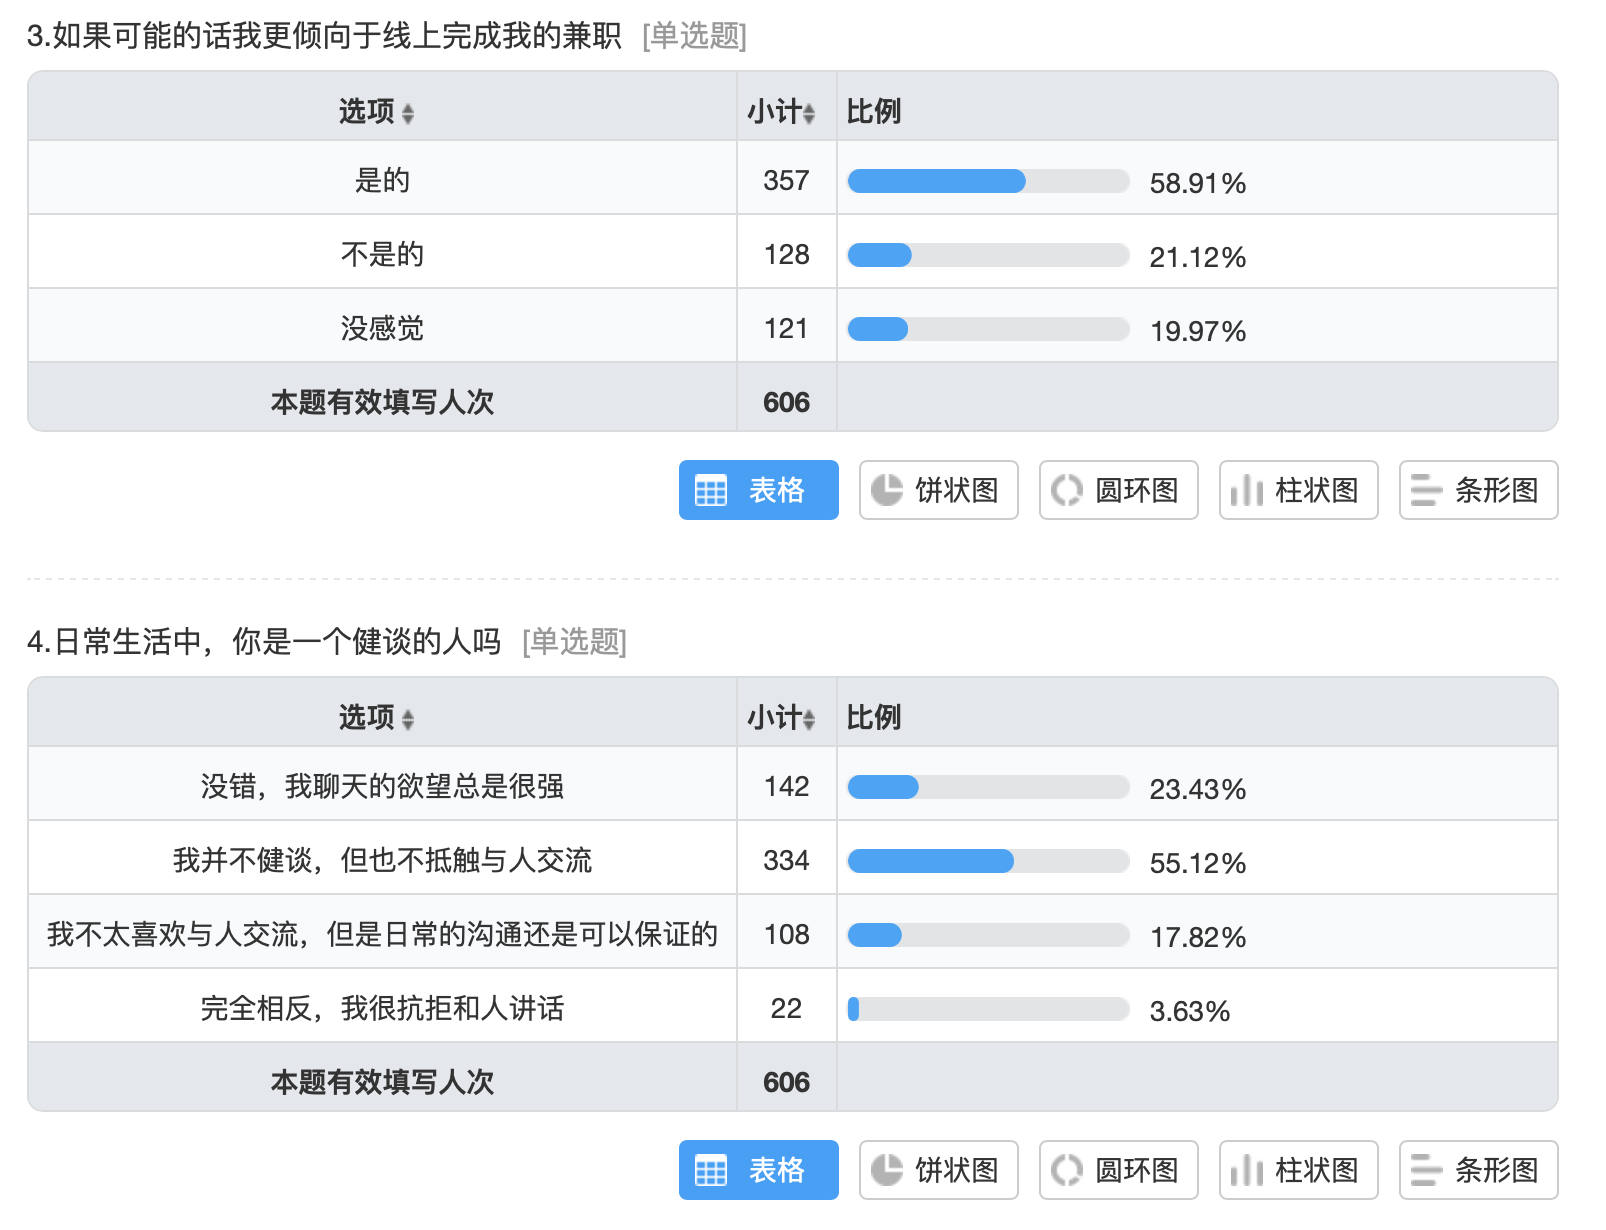 3.如果可能的话我更倾向于线上完成我的兼职 [单选题]
选项 小计 比例
是的 357 58.91%
不是的 128 21.12%
没感觉 121 19.97%
本题有效填写人次 606
表格 饼状图 圆环图 柱状图 条形图
4.日常生活中，你是一个健谈的人吗 [单选题]
选项 小计 比例
没错，我聊天的欲望总是很强 142 23.43%
我并不健谈，但也不抵触与人交流 334 55.12%
我不太喜欢与人交流，但是日常的沟通还是可以保证的 108 17.82%
完全相反，我很抗拒和人讲话 22 3.63%
本题有效填写人次 606
表格 饼状图 圆环图 柱状图 条形图